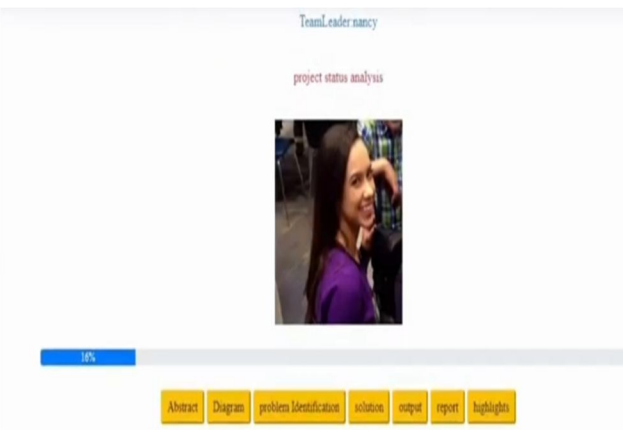 TeamLeader:nancy
project status analysis
16%
Abstract Diagram problem Identification solution output report highlights